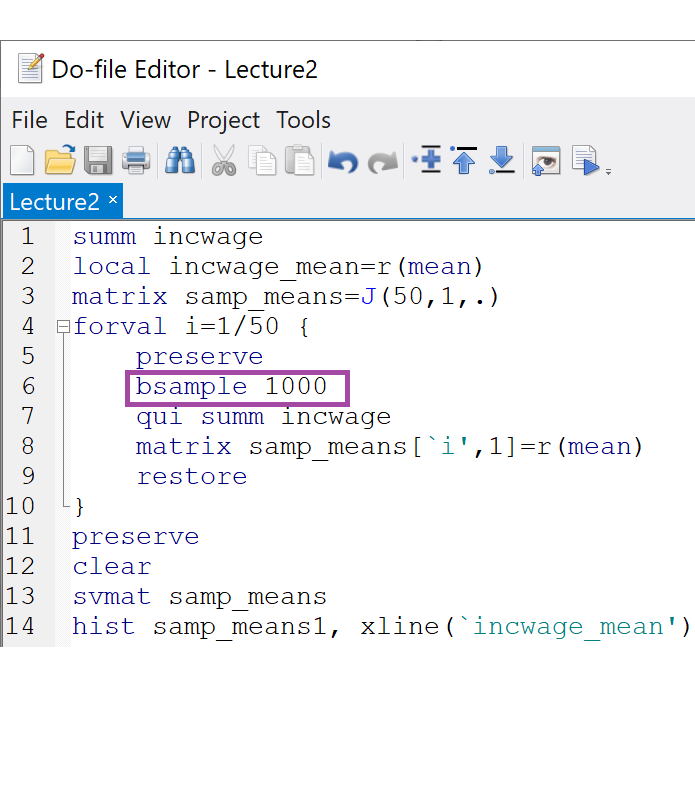 Do-file Editor - Lecture2
File Edit View Project Tools
Lecture2 ×
1 summ incwage
2 local incwage_mean=r(mean)
3 matrix samp_means=J(50,1,.)
4 forval i=1/50 {
5 preserve
6 bsample 1000
7 qui summ incwage
8 matrix samp_means[`i',1]=r(mean)
9 restore
10 }
11 preserve
12 clear
13 svmat samp_means
14 hist samp_means1, xline(`incwage_mean')